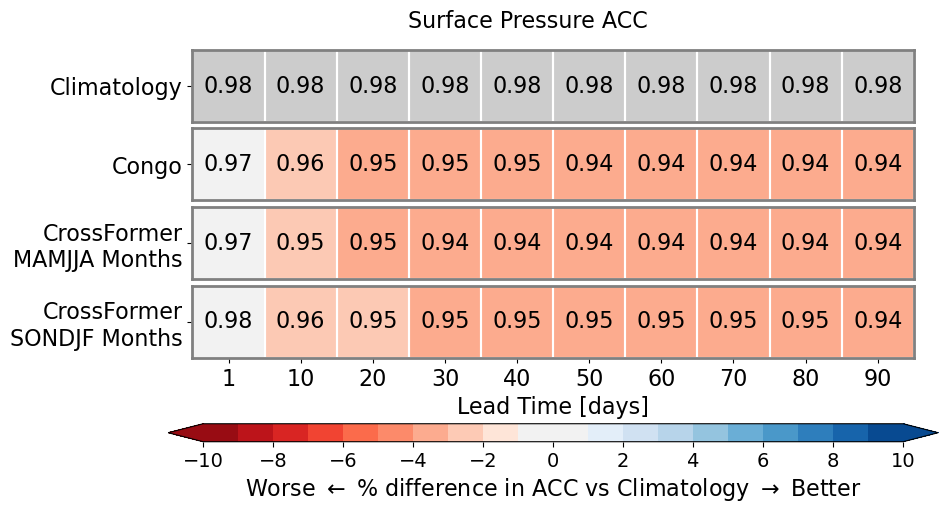 Surface Pressure ACC
Climatology 0.98 0.98 0.98 0.98 0.98 0.98 0.98 0.98 0.98 0.98
Congo 0.97 0.96 0.95 0.95 0.95 0.94 0.94 0.94 0.94 0.94
CrossFormer
MAMJJA Months 0.97 0.95 0.95 0.94 0.94 0.94 0.94 0.94 0.94 0.94
CrossFormer
SONDJF Months 0.98 0.96 0.95 0.95 0.95 0.95 0.95 0.95 0.95 0.94
1 10 20 30 40 50 60 70 80 90
Lead Time [days]
−10 −8 −6 −4 −2 0 2 4 6 8 10
Worse ← % difference in ACC vs Climatology → Better